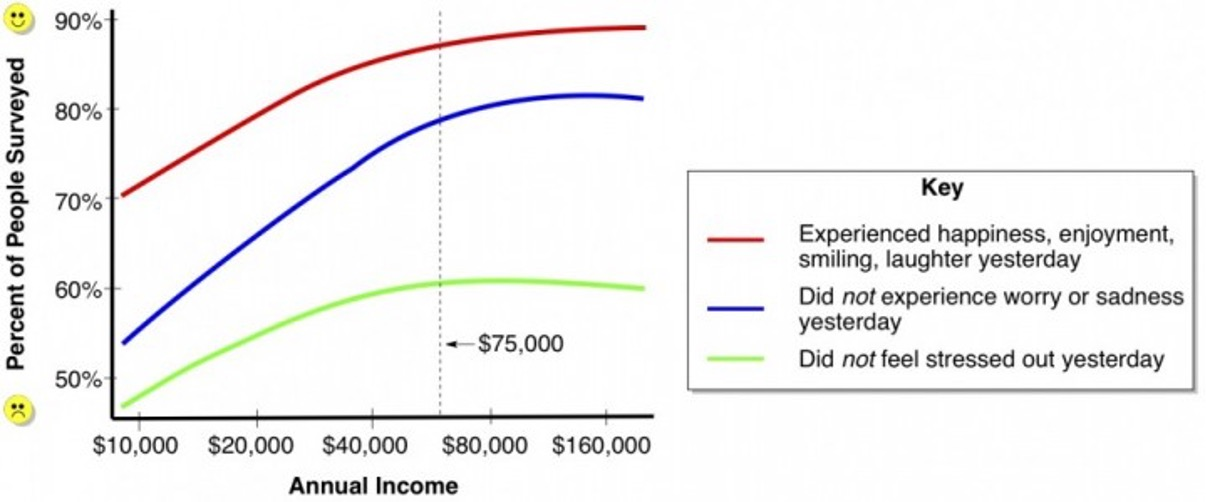 90%
80%
70%
60%
50%
Percent of People Surveyed
$75,000
$10,000 $20,000 $40,000 $80,000 $160,000
Annual Income
Key
Experienced happiness, enjoyment,
smiling, laughter yesterday
Did not experience worry or sadness
yesterday
Did not feel stressed out yesterday